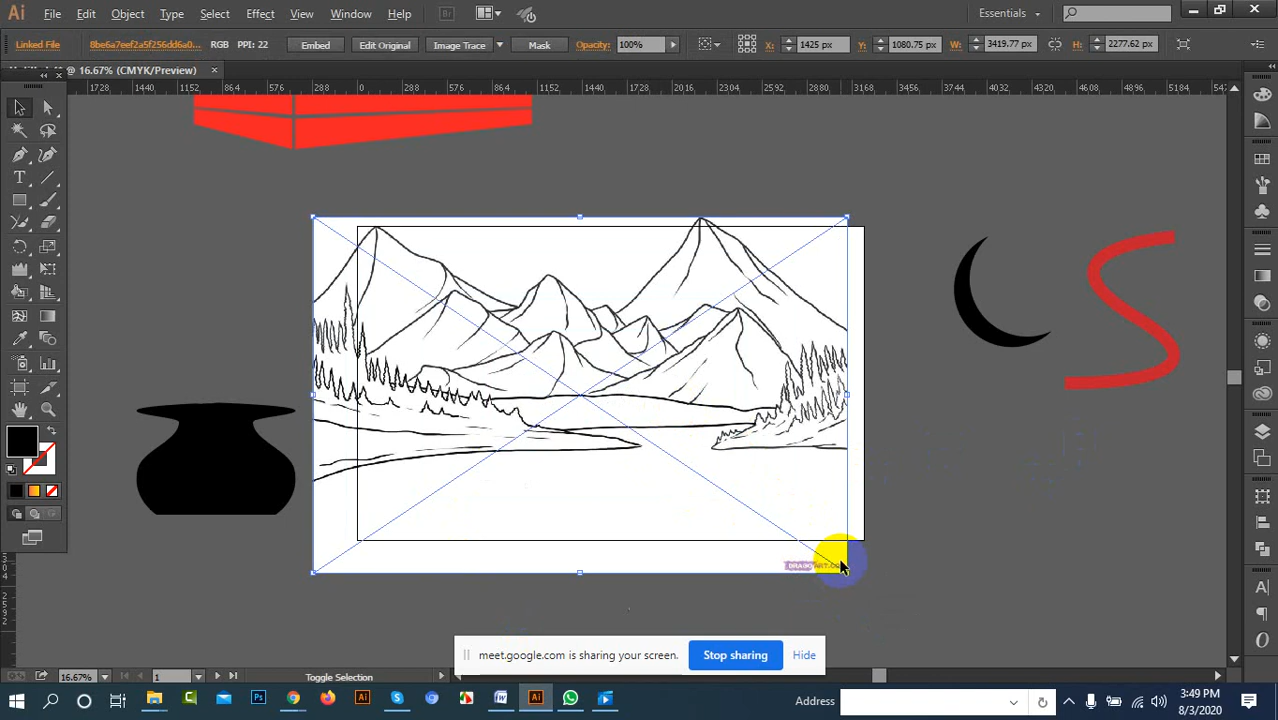 Ai File Edit Object Type Select Effect View Window Help Br Essentials
Linked File 8be6a7eef2a5f256dd6a0... RGB PPI: 22 Embed Edit Original Image Trace Mask Opacity: 100% X: 1425 px Y: 1080.75 px W: 3419.77 px H: 2277.62 px
@ 16.67% (CMYK/Preview)
1728 1440 1152 864 576 288 0 288 576 864 1152 1440 1728 2016 2304 2592 2880 3168 3456 3744 4032 4320 4608 4896 5184
meet.google.com is sharing your screen. Stop sharing Hide
16.67% 1 Toggle Selection
Address 3:49 PM
8/3/2020